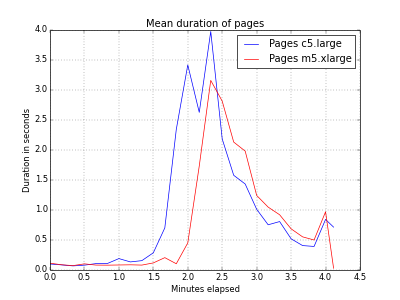 Mean duration of pages
4.0
3.5
3.0
2.5
2.0
1.5
1.0
0.5
0.0
Duration in seconds
Pages c5.large
Pages m5.xlarge
0.0 0.5 1.0 1.5 2.0 2.5 3.0 3.5 4.0 4.5
Minutes elapsed